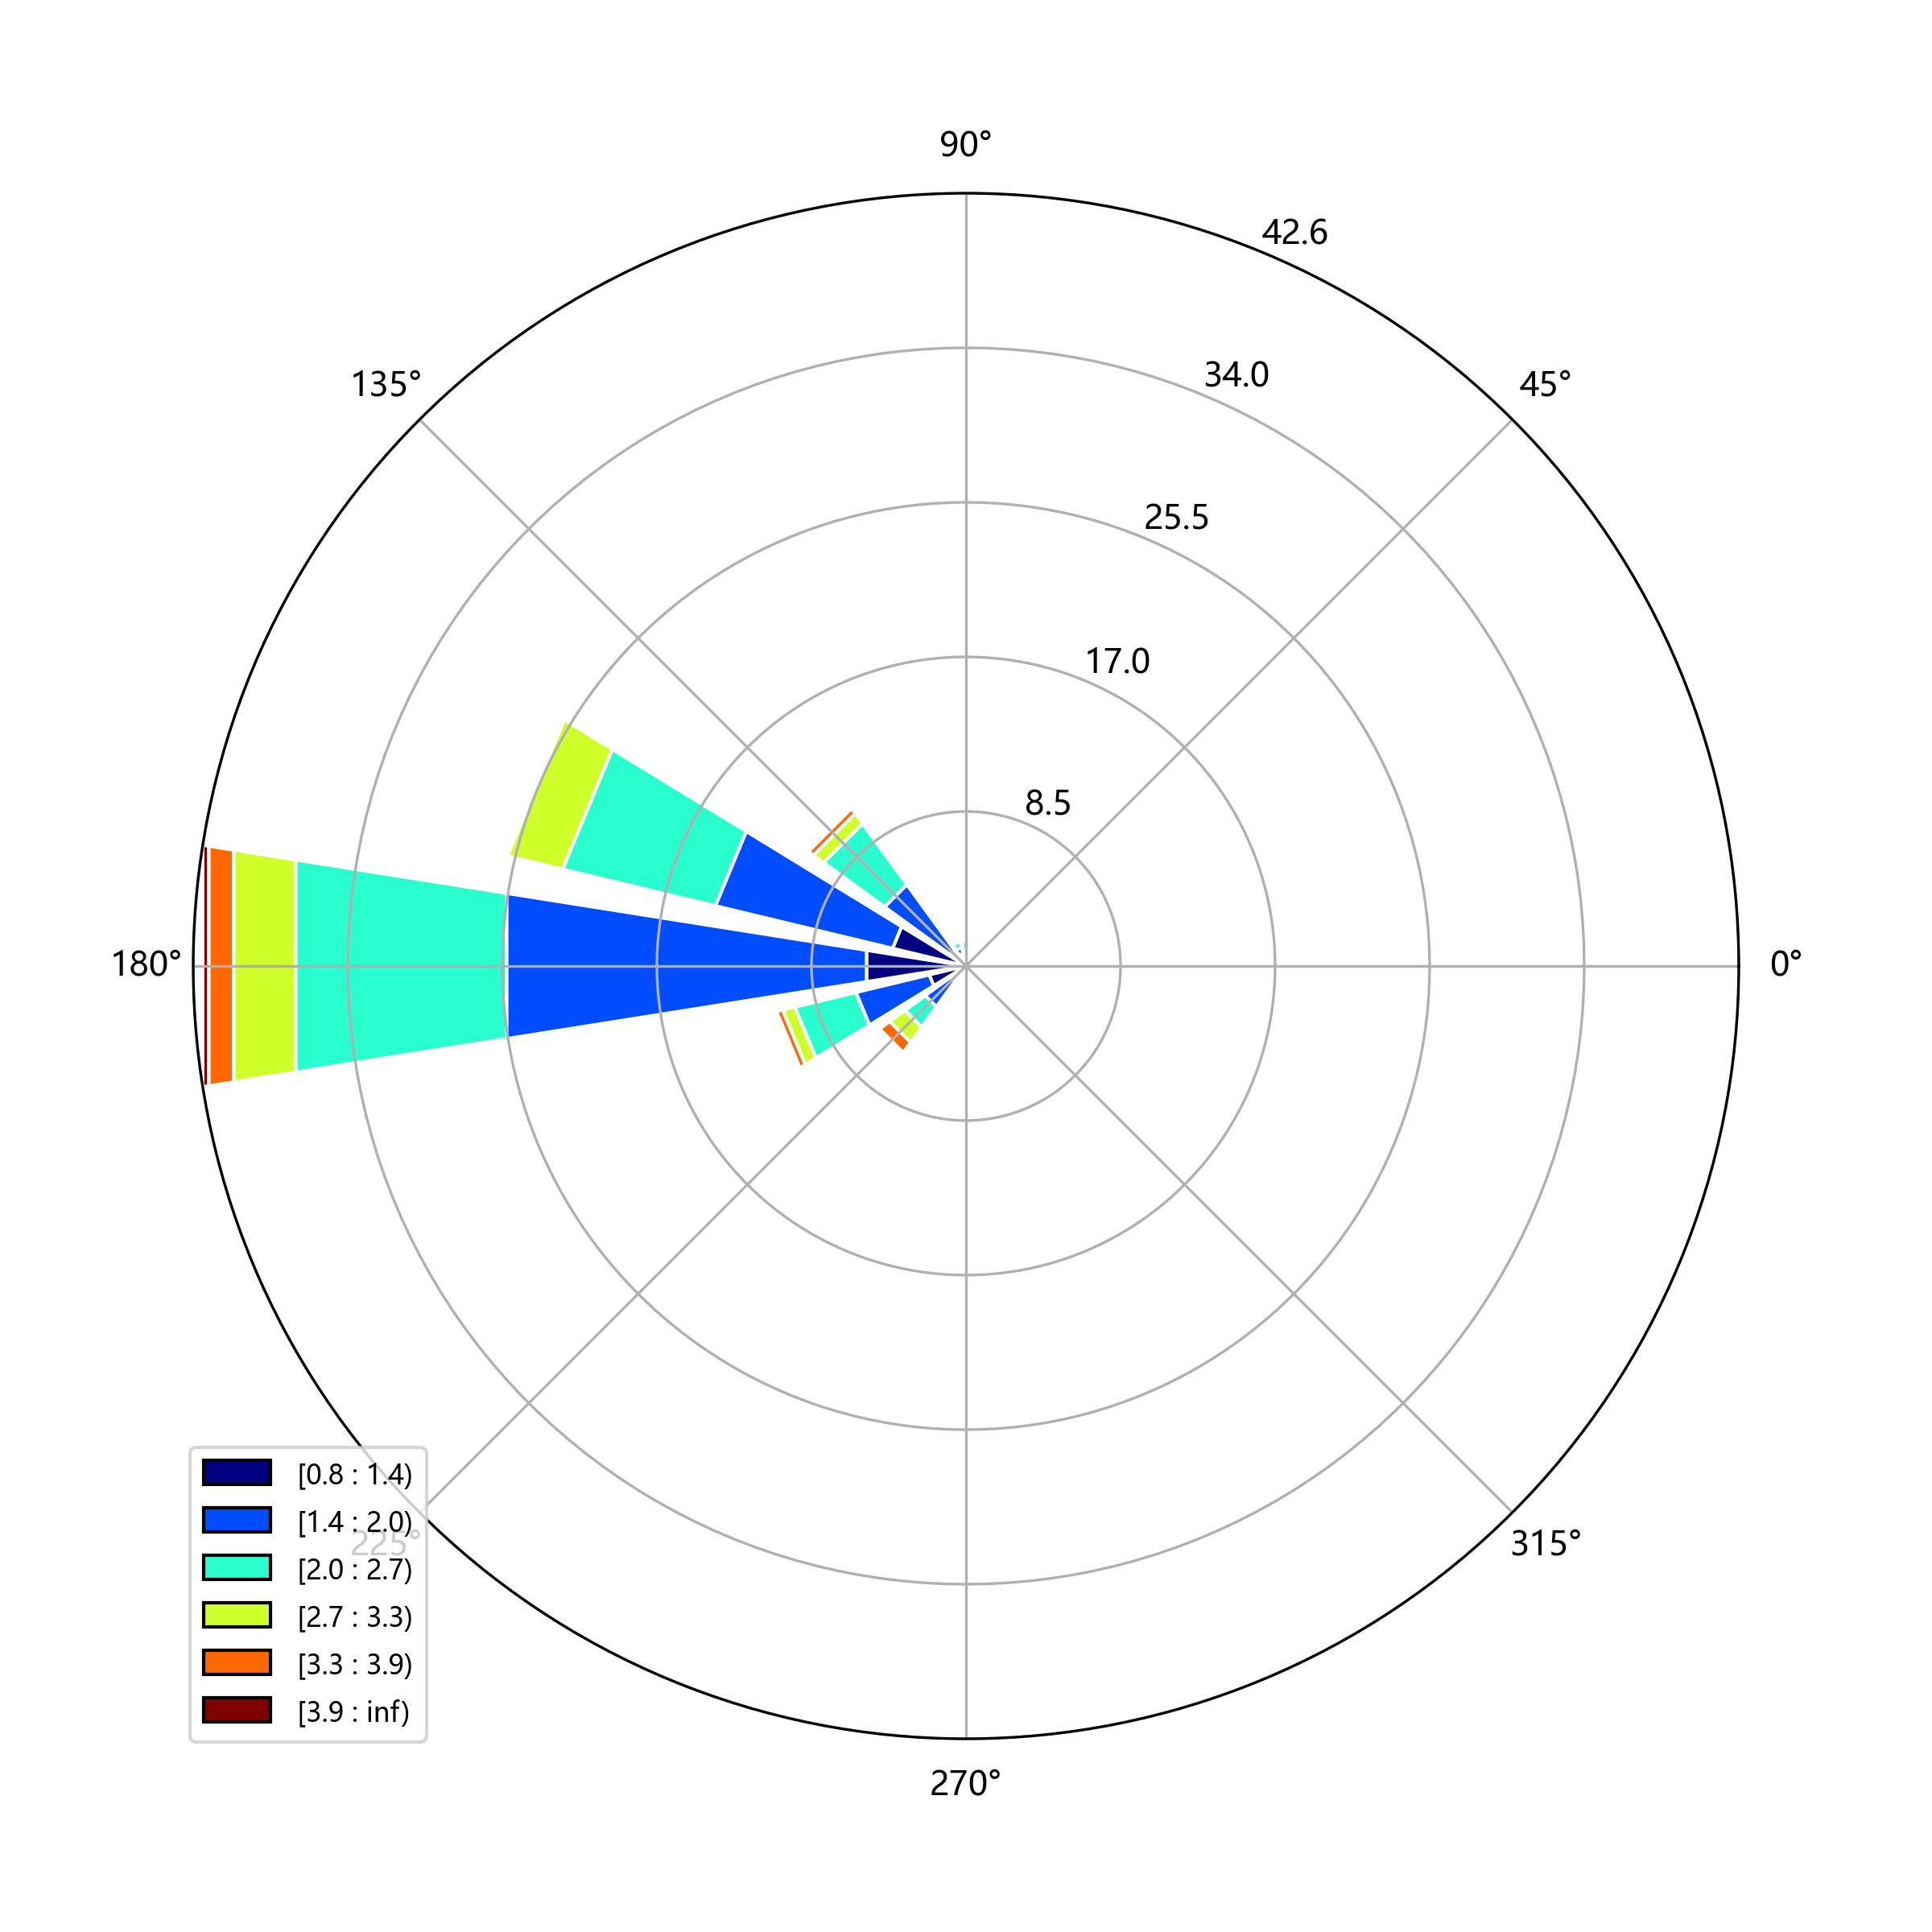 90°
42.6
135°
34.0
45°
25.5
17.0
8.5
180°
0°
[0.8 : 1.4)
[1.4 : 2.0)
225°
315°
[2.0 : 2.7)
[2.7 : 3.3)
[3.3 : 3.9)
[3.9 : inf)
270°